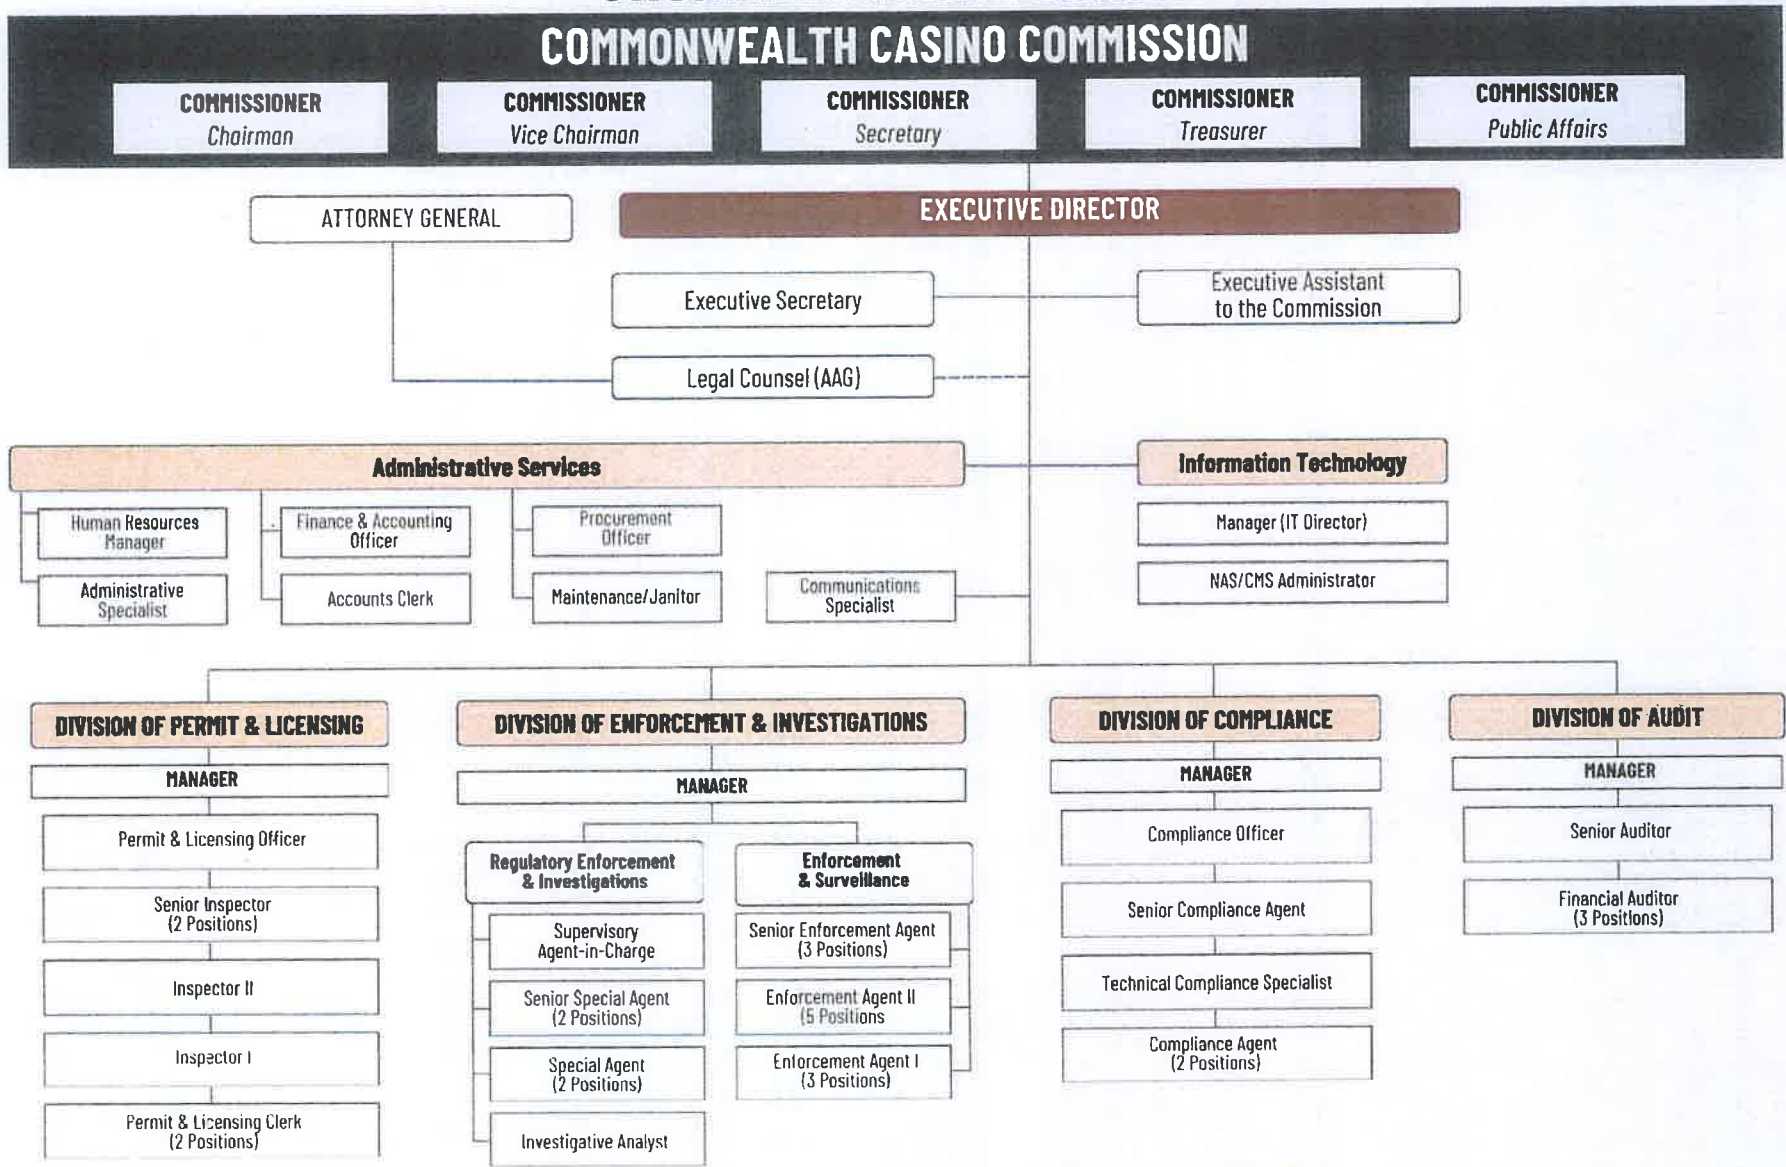 COMMONWEALTH CASINO COMMISSION
COMMISSIONER
Chairman
COMMISSIONER
Vice Chairman
COMMISSIONER
Secretary
COMMISSIONER
Treasurer
COMMISSIONER
Public Affairs
ATTORNEY GENERAL
EXECUTIVE DIRECTOR
Executive Secretary
Executive Assistant
to the Commission
Legal Counsel (AAG)
Administrative Services
Information Technology
Human Resources
Manager
Finance & Accounting
Officer
Procurement
Officer
Manager (IT Director)
Administrative
Specialist
Accounts Clerk
Maintenance/Janitor
Communications
Specialist
NAS/CMS Administrator
DIVISION OF PERMIT & LICENSING
MANAGER
Permit & Licensing Officer
Senior Inspector
(2 Positions)
Inspector II
Inspector I
Permit & Licensing Clerk
(2 Positions)
DIVISION OF ENFORCEMENT & INVESTIGATIONS
MANAGER
Regulatory Enforcement
& Investigations
Supervisory
Agent-in-Charge
Senior Special Agent
(2 Positions)
Special Agent
(2 Positions)
Investigative Analyst
Enforcement
& Surveillance
Senior Enforcement Agent
(3 Positions)
Enforcement Agent II
(5 Positions
Enforcement Agent I
(3 Positions)
DIVISION OF COMPLIANCE
MANAGER
Compliance Officer
Senior Compliance Agent
Technical Compliance Specialist
Compliance Agent
(2 Positions)
DIVISION OF AUDIT
MANAGER
Senior Auditor
Financial Auditor
(3 Positions)